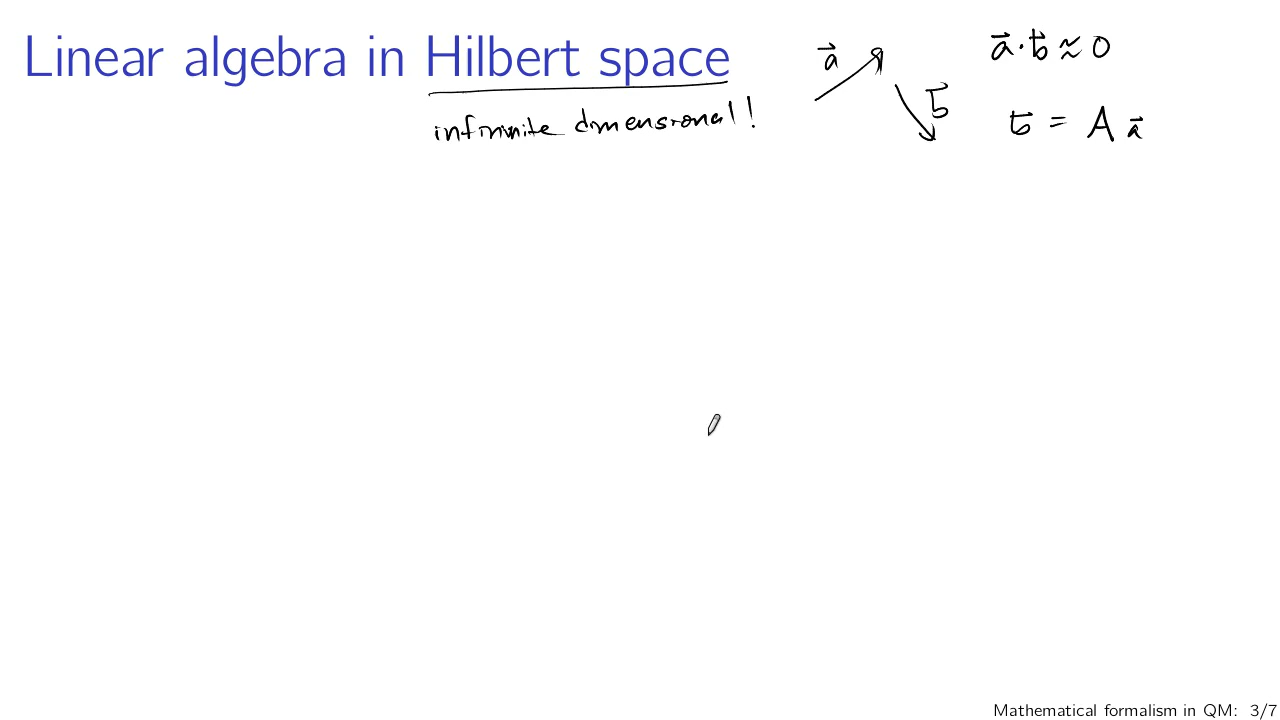 Linear algebra in Hilbert space
infinite dimensional!
a⃗
b⃗
a⃗·b⃗ ≈ 0
b⃗ = A a⃗
Mathematical formalism in QM: 3/7